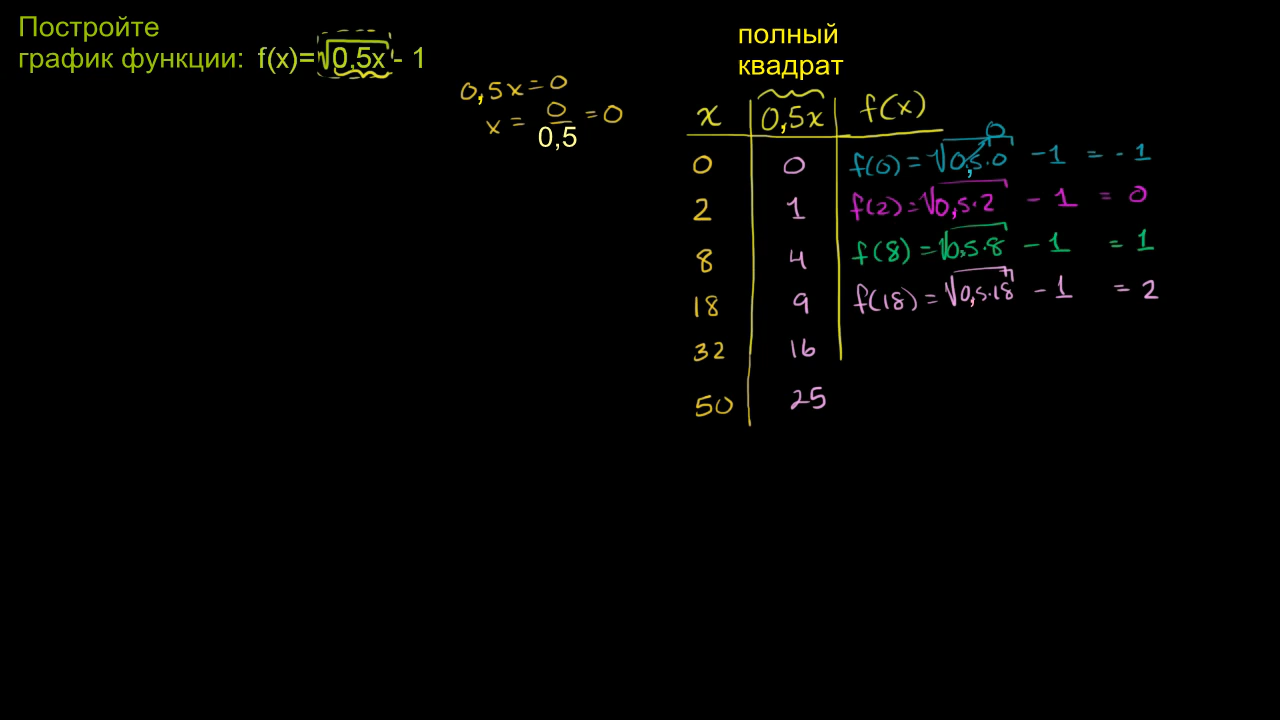 Постройте
график функции: f(x)=√0,5x - 1
0,5x = 0
x = 0/0,5 = 0
полный
квадрат
x 0,5x f(x)
0 0 f(0) = √0,5·0 - 1 = -1
0
2 1 f(2) = √0,5·2 - 1 = 0
8 4 f(8) = √0,5·8 - 1 = 1
18 9 f(18) = √0,5·18 - 1 = 2
32 16
50 25